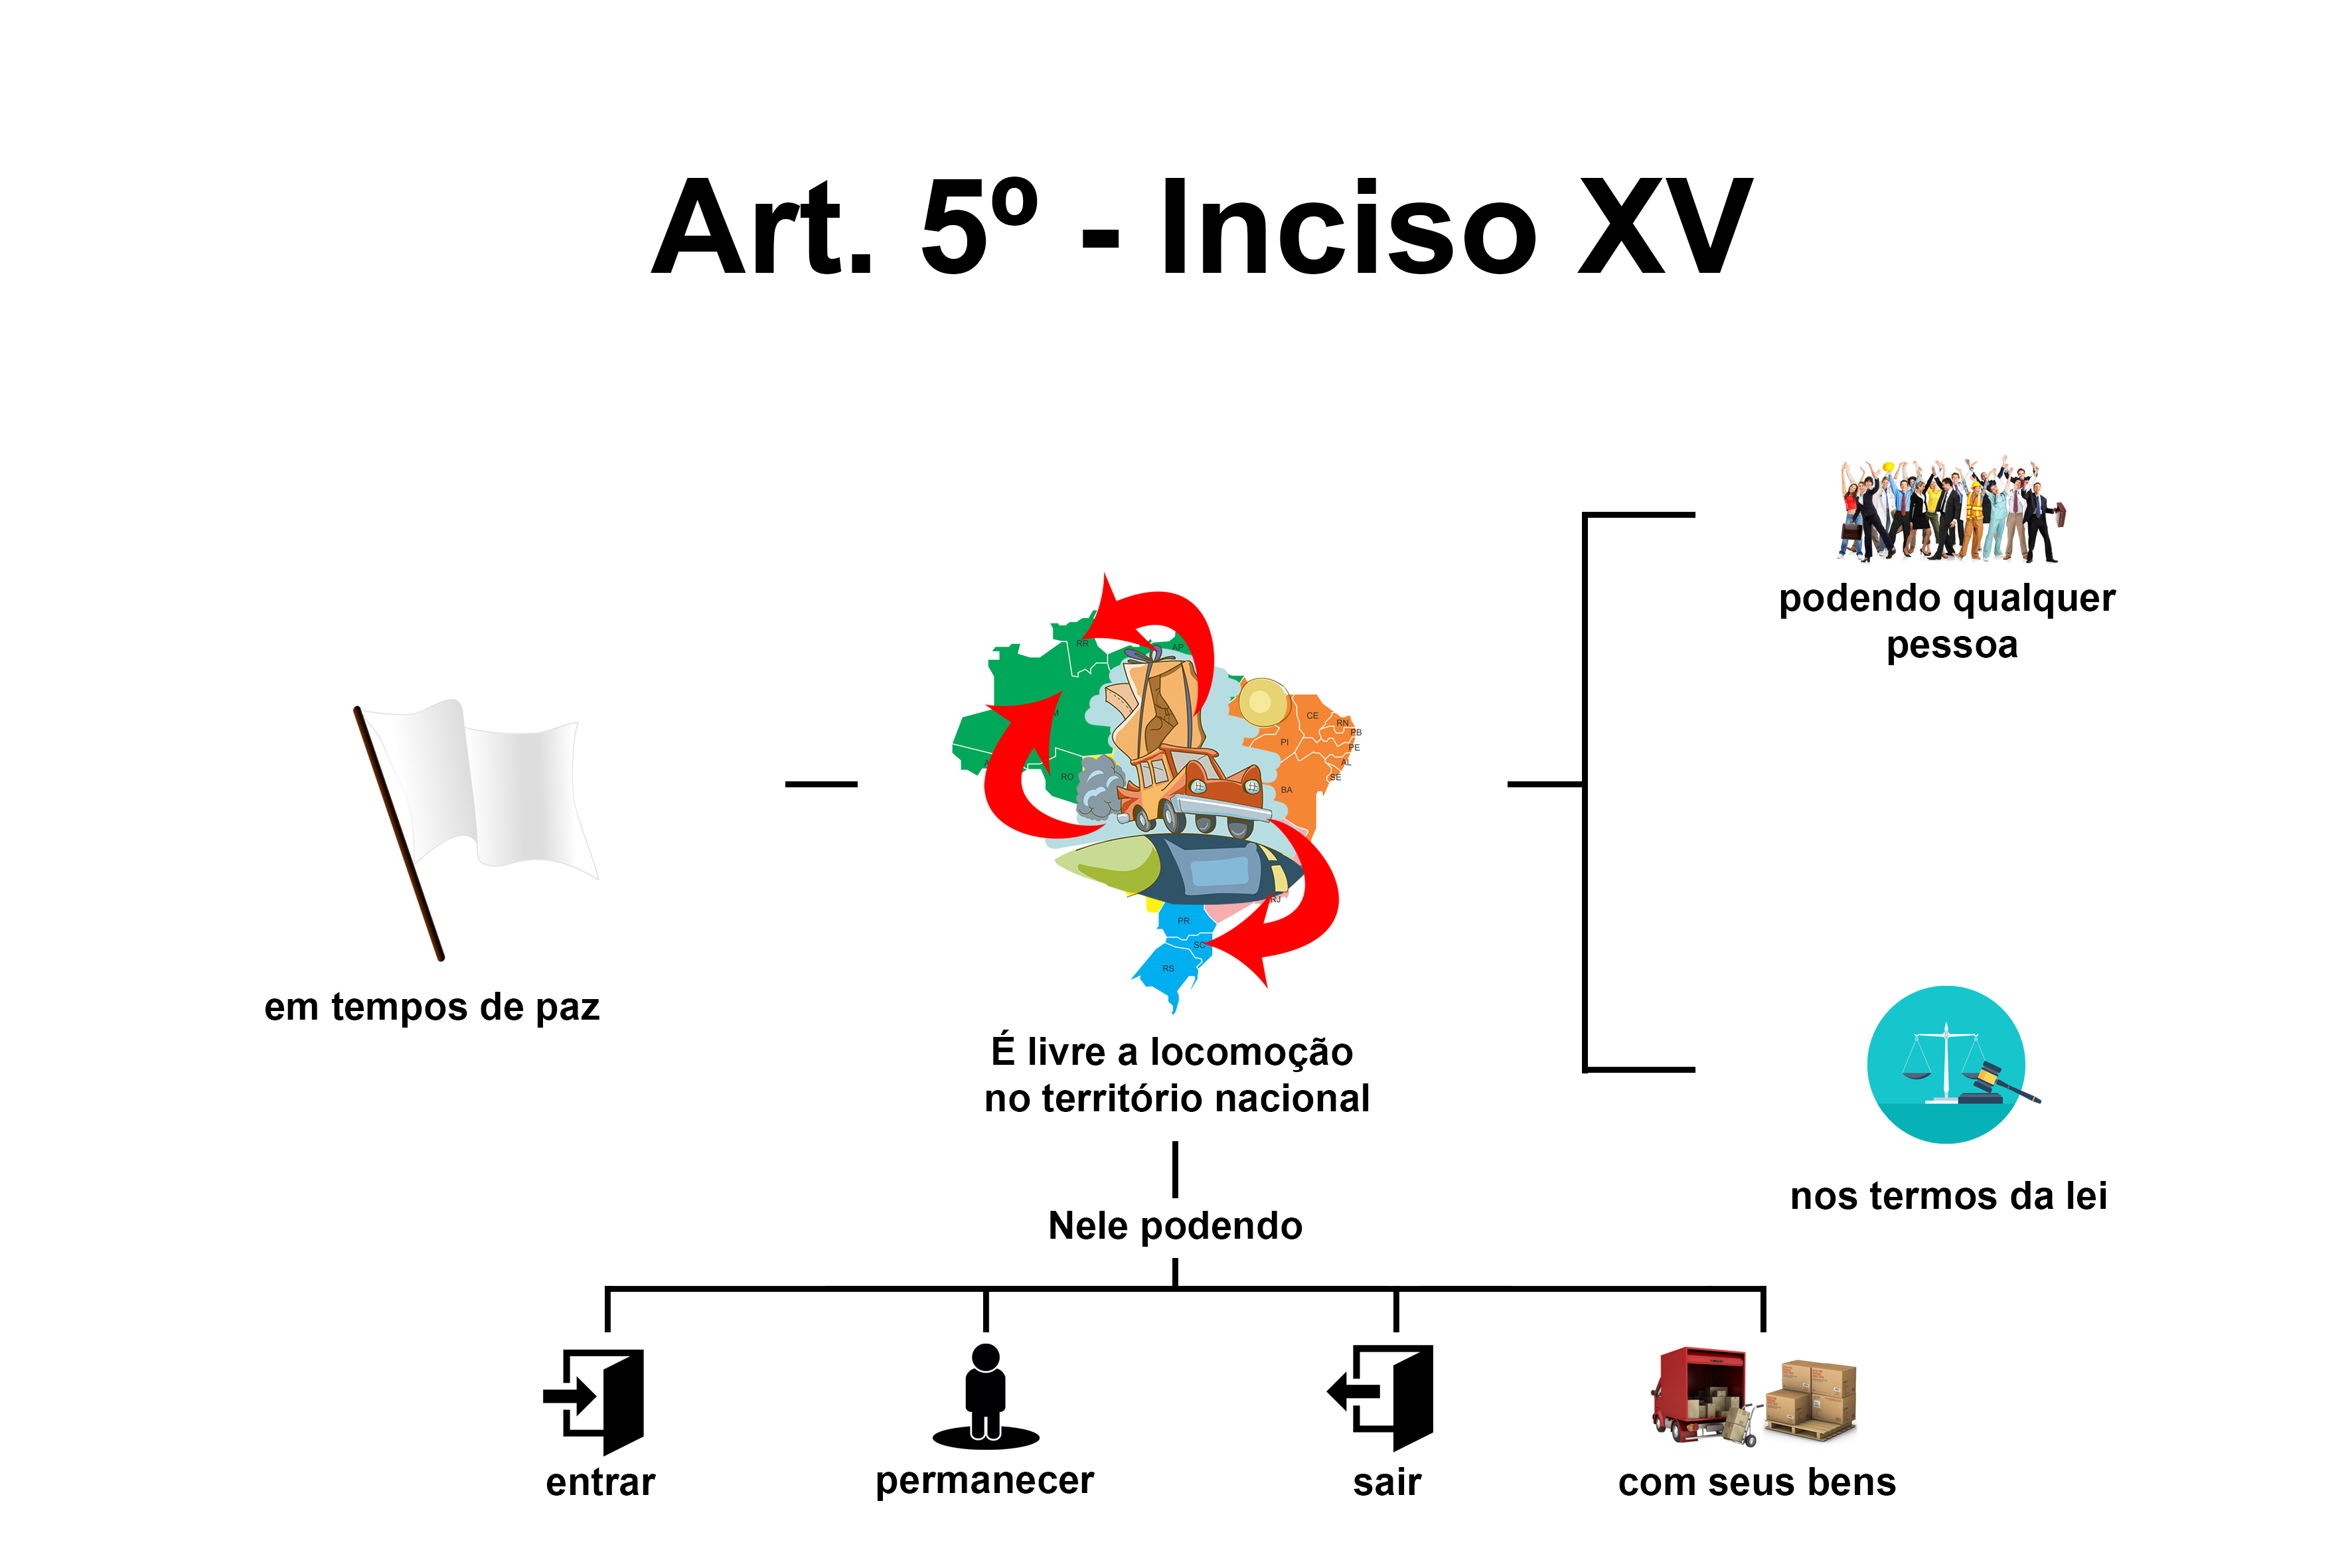 Art. 5º - Inciso XV
podendo qualquer
pessoa
RR
AP
CE
RN
PB
PI
PE
AL
RO
SE
BA
RJ
PR
SC
RS
em tempos de paz
É livre a locomoção
no território nacional
nos termos da lei
Nele podendo
entrar
permanecer
sair
com seus bens